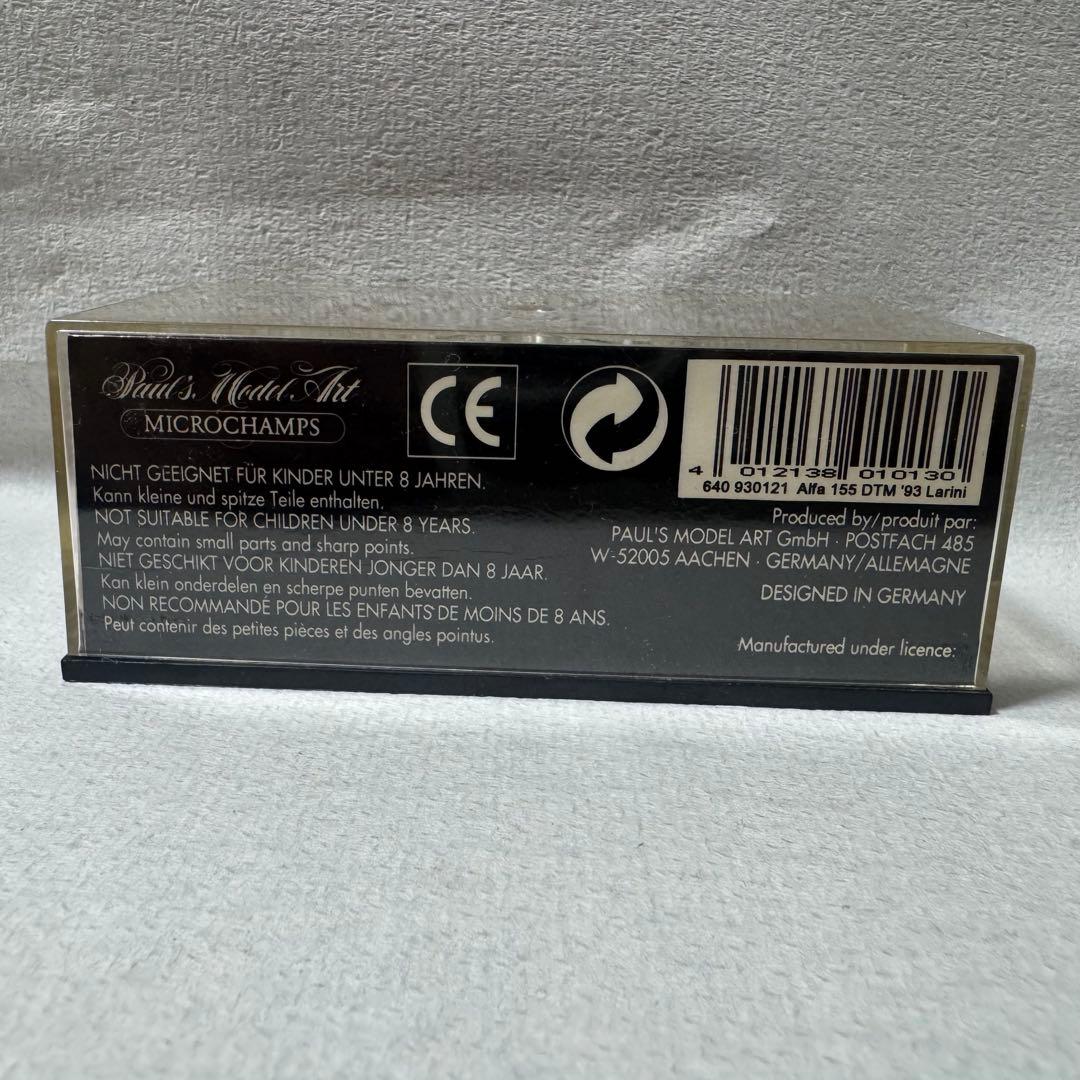 Paul's Model Art
MICROCHAMPS
CE
4 012138 010130
640 930121 Alfa 155 DTM '93 Larini
NICHT GEEIGNET FÜR KINDER UNTER 8 JAHREN.
Kann kleine und spitze Teile enthalten.
NOT SUITABLE FOR CHILDREN UNDER 8 YEARS.
May contain small parts and sharp points.
NIET GESCHIKT VOOR KINDEREN JONGER DAN 8 JAAR.
Kan klein onderdelen en scherpe punten bevatten.
NON RECOMMANDÉ POUR LES ENFANTS DE MOINS DE 8 ANS.
Peut contenir des petites pièces et des angles pointus.
Produced by/produit par:
PAUL'S MODEL ART GmbH · POSTFACH 485
W-52005 AACHEN · GERMANY/ALLEMAGNE
DESIGNED IN GERMANY
Manufactured under licence: